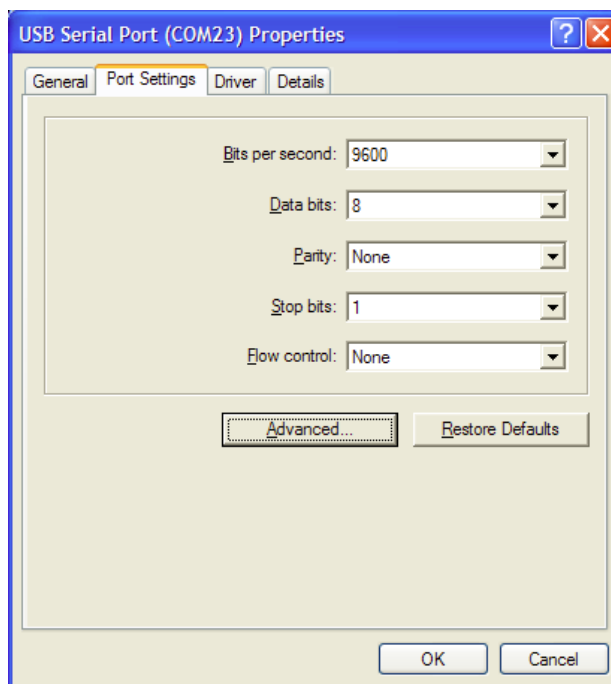 USB Serial Port (COM23) Properties
General Port Settings Driver Details
Bits per second: 9600
Data bits: 8
Parity: None
Stop bits: 1
Flow control: None
Advanced... Restore Defaults
OK Cancel